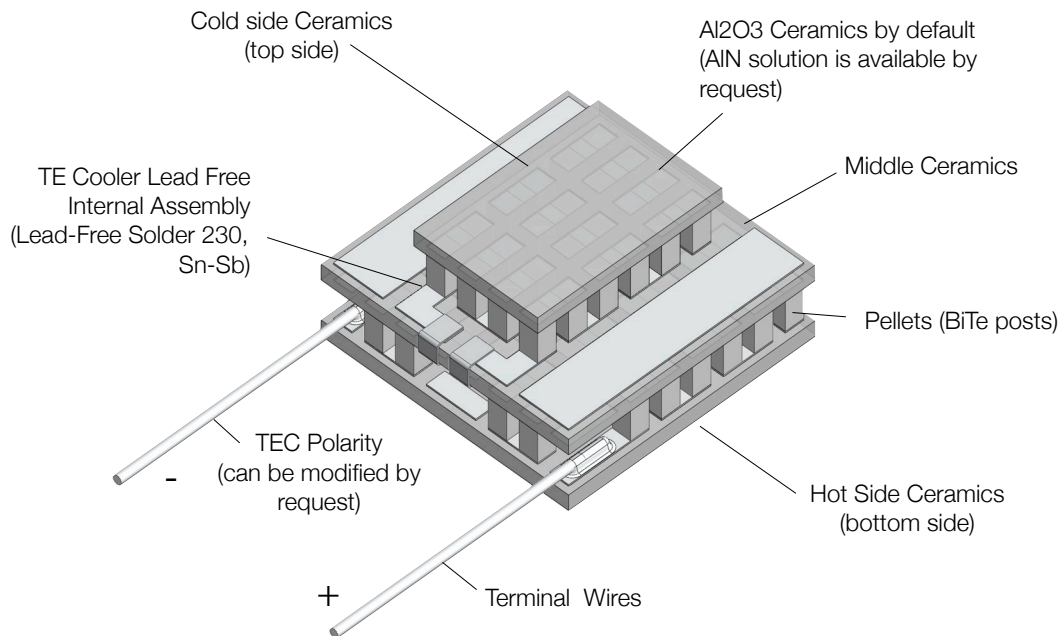 Cold side Ceramics
(top side)
Al2O3 Ceramics by default
(AlN solution is available by
request)
Middle Ceramics
TE Cooler Lead Free
Internal Assembly
(Lead-Free Solder 230,
Sn-Sb)
Pellets (BiTe posts)
TEC Polarity
(can be modified by
request)
-
Hot Side Ceramics
(bottom side)
+
Terminal Wires